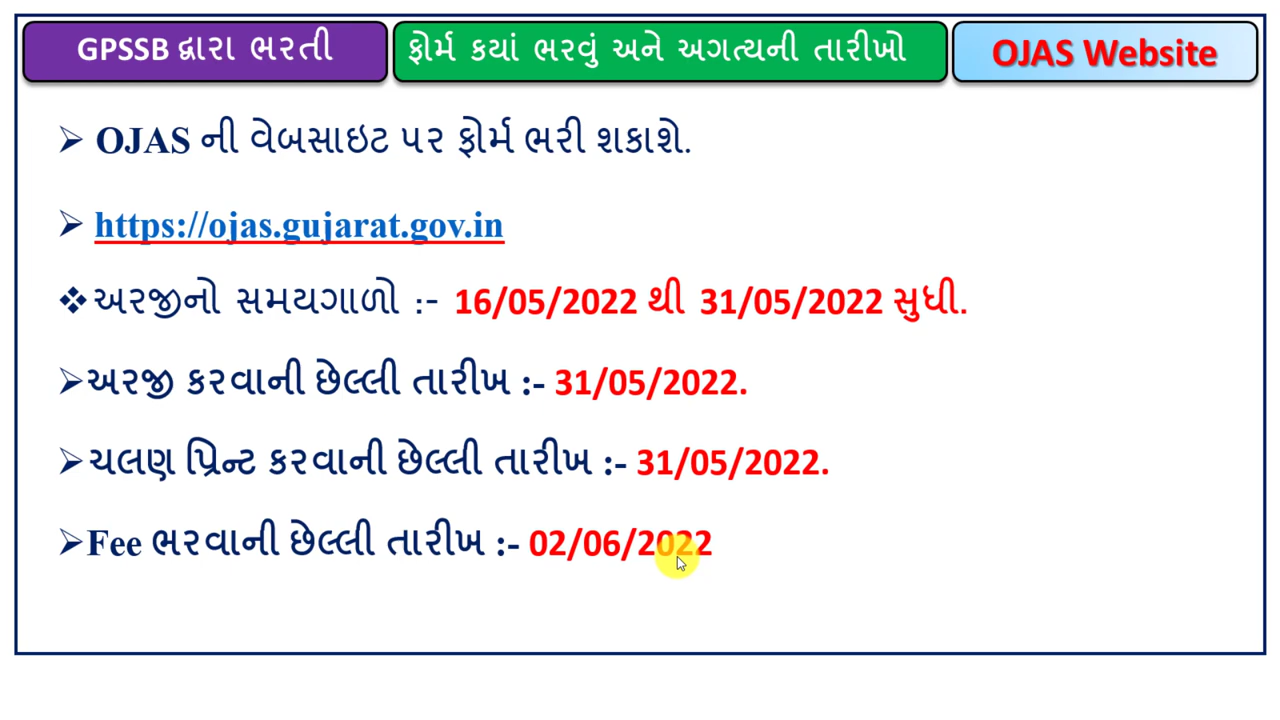 GPSSB દ્વારા ભરતી
ફોર્મ કયાં ભરવું અને અગત્યની તારીખો
OJAS Website
➢ OJAS ની વેબસાઇટ પર ફોર્મ ભરી શકાશે.
➢ https://ojas.gujarat.gov.in
❖ અરજીનો સમયગાળો :- 16/05/2022 થી 31/05/2022 સુધી.
➢ અરજી કરવાની છેલ્લી તારીખ :- 31/05/2022.
➢ ચલણ પ્રિન્ટ કરવાની છેલ્લી તારીખ :- 31/05/2022.
➢ Fee ભરવાની છેલ્લી તારીખ :- 02/06/2022